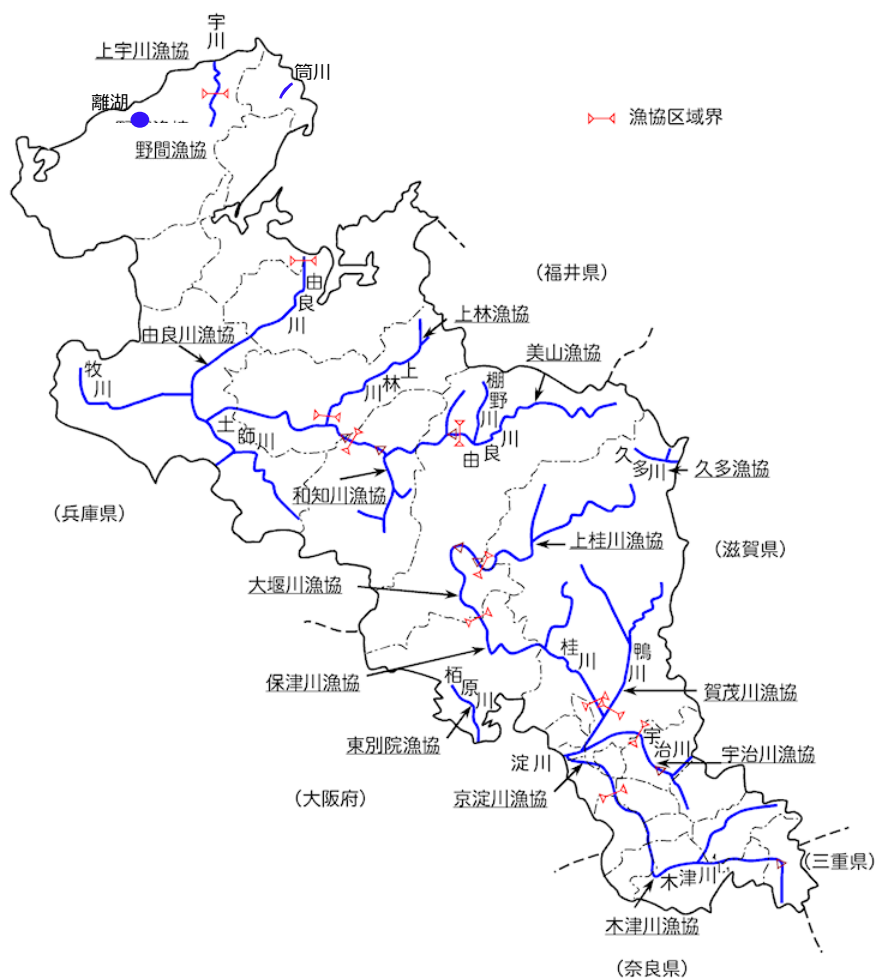 宇川
上宇川漁協
筒川
離湖
野間漁協
漁協区域界
(福井県)
由良川
由良川漁協
上林漁協
美山漁協
牧川
上林川
棚野川
土師川
由良川
久多川
久多漁協
和知川漁協
(兵庫県)
上桂川漁協
(滋賀県)
大堰川漁協
桂川
鴨川
保津川漁協
栢原川
賀茂川漁協
東別院漁協
淀川
宇治川
宇治川漁協
京淀川漁協
(大阪府)
木津川
(三重県)
木津川漁協
(奈良県)